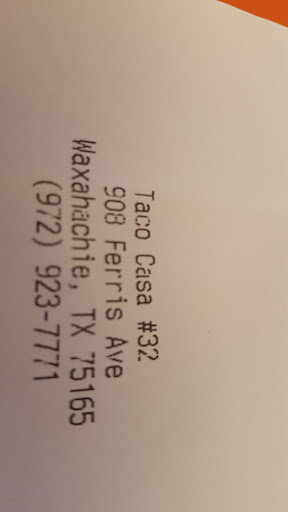 Taco Casa #32
908 Ferris Ave
Waxahachie, TX 75165
(972) 923-7771